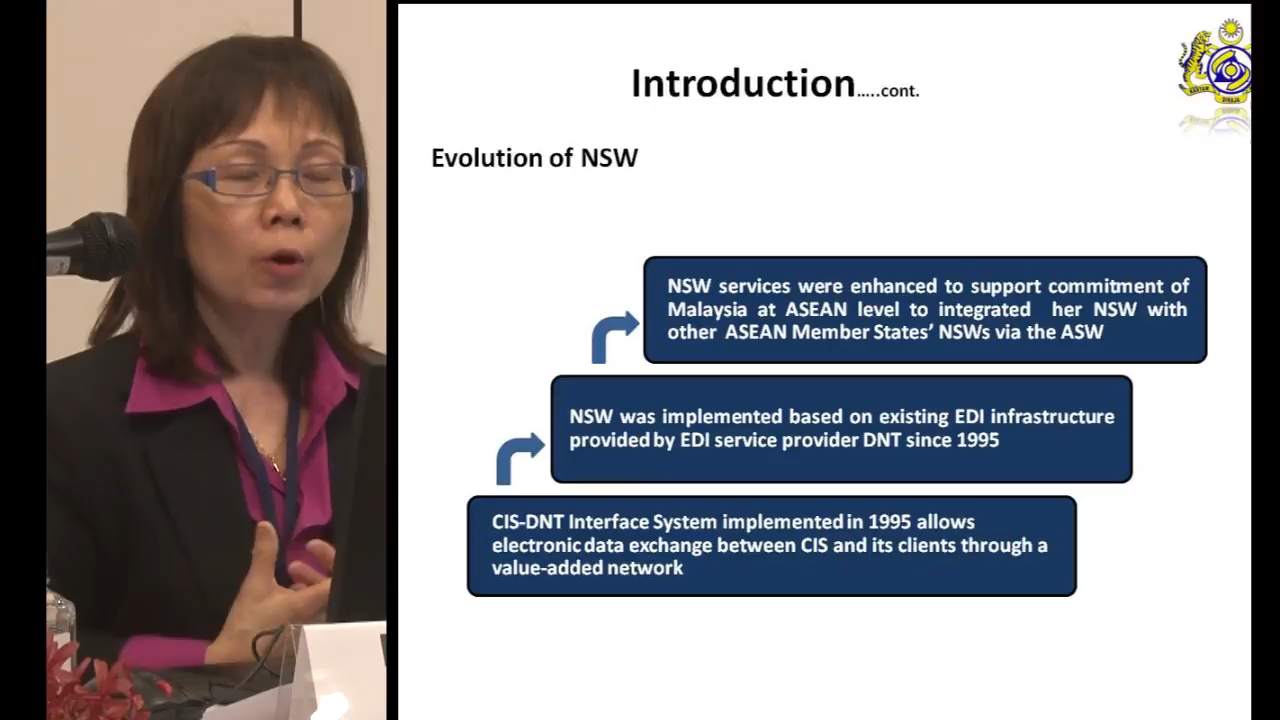 Introduction…..cont.
Evolution of NSW
NSW services were enhanced to support commitment of
Malaysia at ASEAN level to integrated her NSW with
other ASEAN Member States’ NSWs via the ASW
NSW was implemented based on existing EDI infrastructure
provided by EDI service provider DNT since 1995
CIS-DNT Interface System implemented in 1995 allows
electronic data exchange between CIS and its clients through a
value-added network